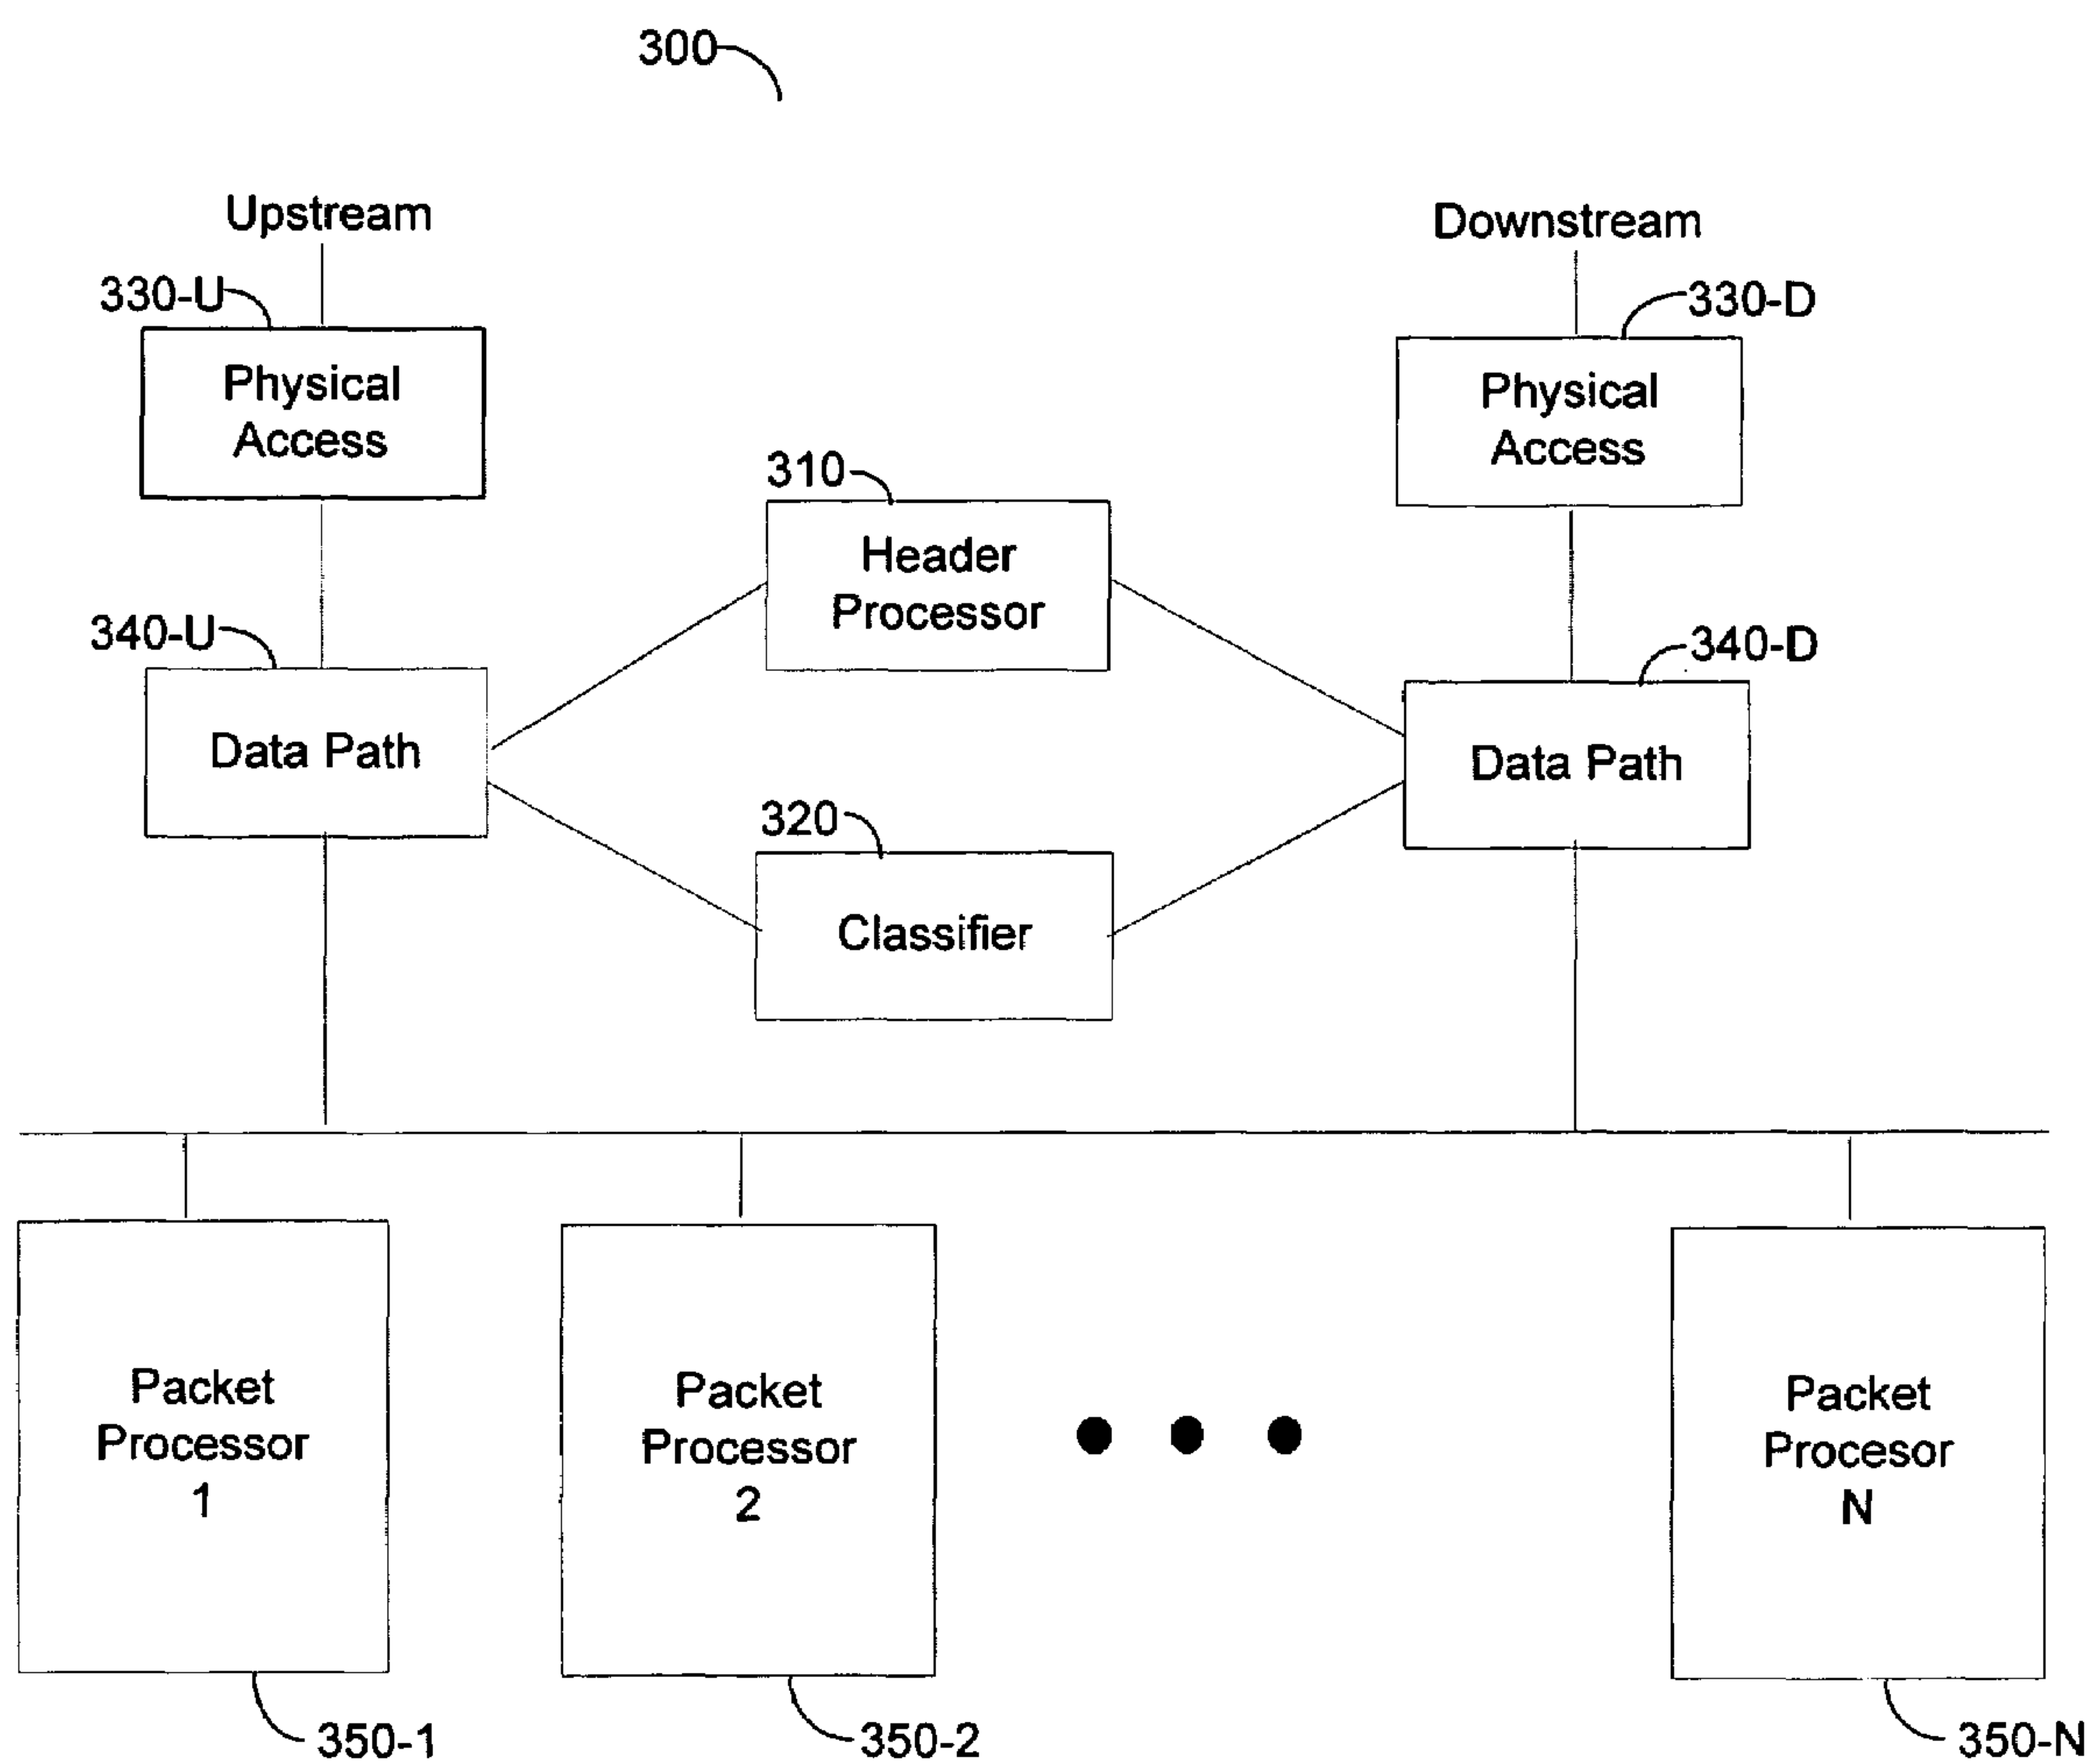 300
Upstream
Downstream
330-U
330-D
Physical
Access
Physical
Access
310
Header
Processor
340-U
340-D
Data Path
Data Path
320
Classifier
Packet
Processor
1
Packet
Processor
2
Packet
Procesor
N
350-1
350-2
350-N